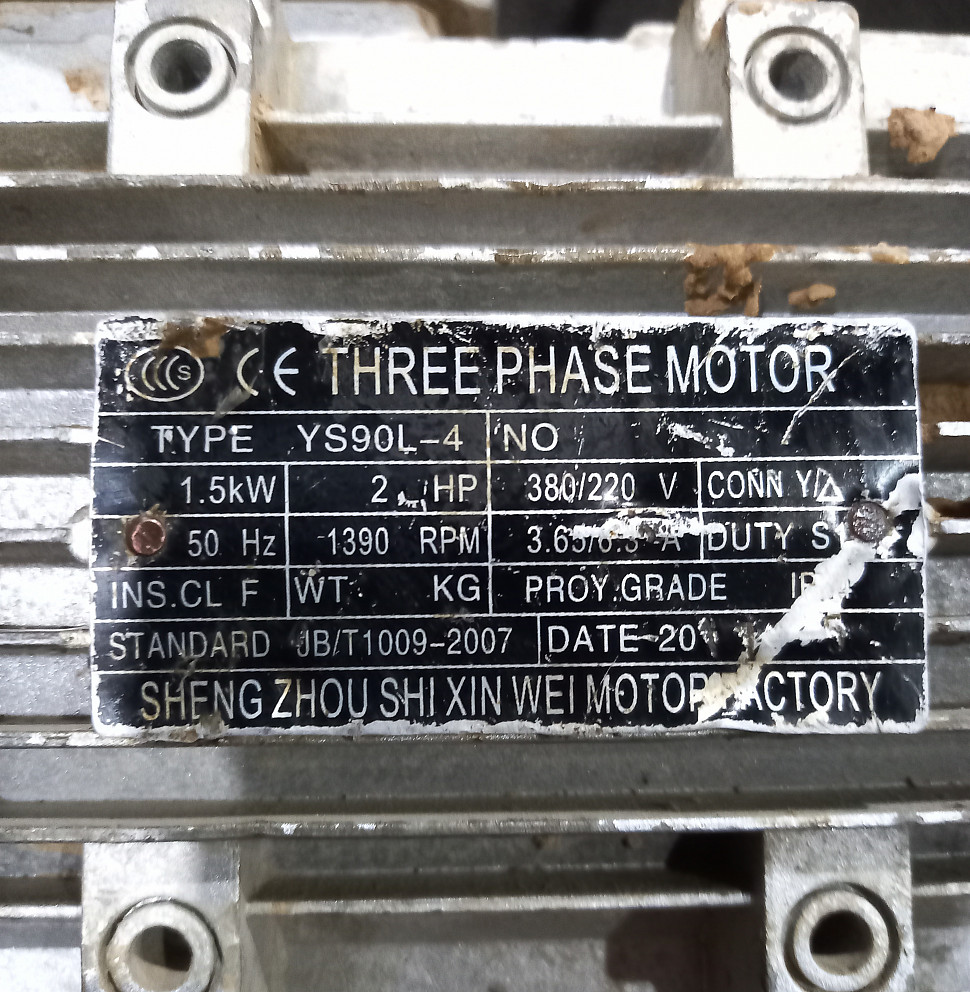 CCC S CE THREE PHASE MOTOR
TYPE YS90L-4 NO
1.5kW 2 HP 380/220 V CONN Y/△
50 Hz 1390 RPM A DUTY
INS.CL F WT KG PROY.GRADE
STANDARD JB/T1009-2007 DATE 20
SHENG ZHOU SHI XIN WEI MOTOR FACTORY